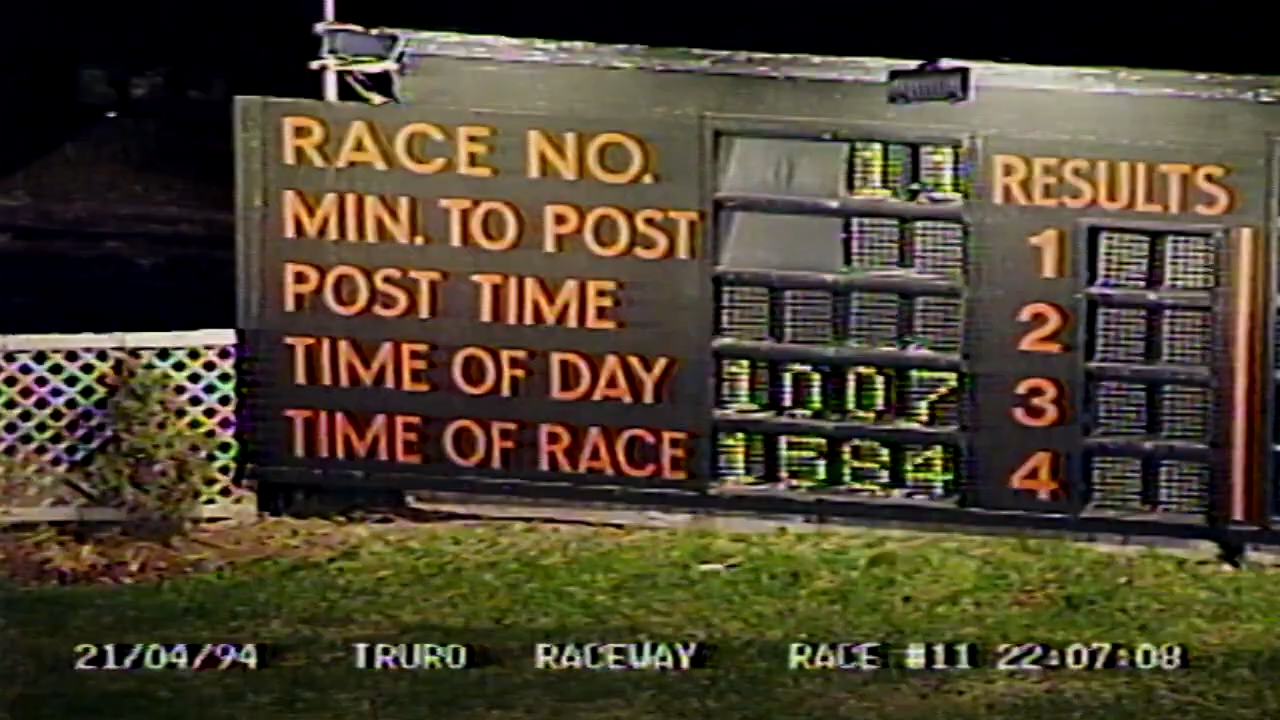 RACE NO. 11
MIN. TO POST
POST TIME
TIME OF DAY 1007
TIME OF RACE
RESULTS
1
2
3
4
21/04/94 TRURO RACEWAY RACE #11 22:07:08